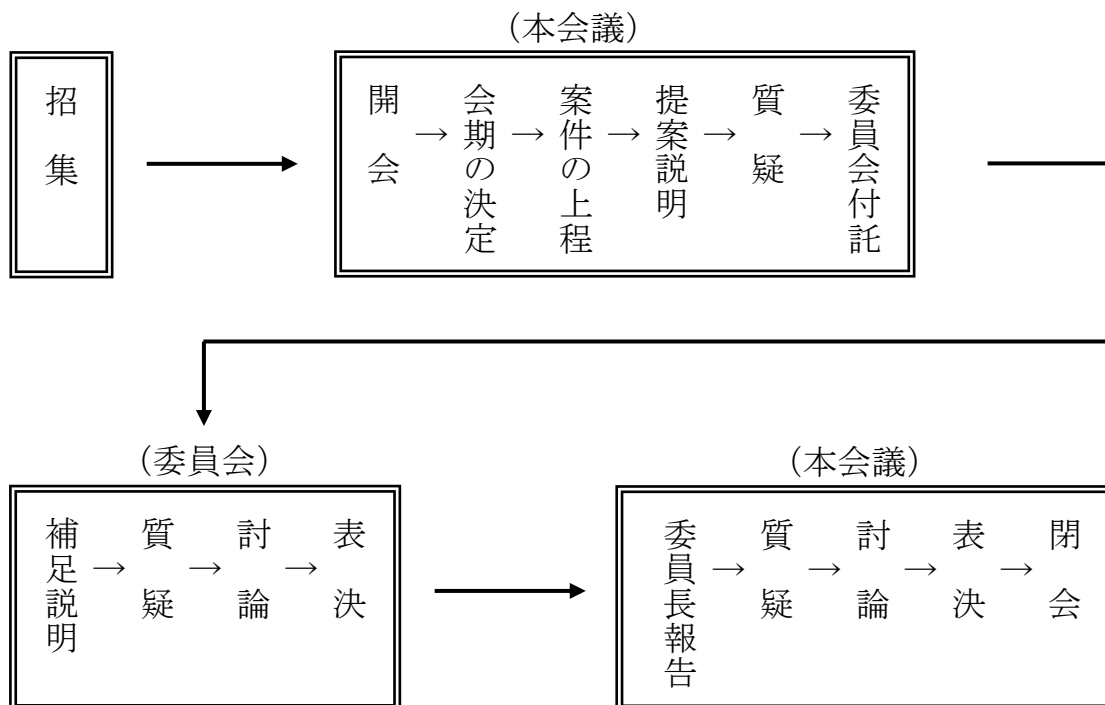 (本会議)
招集
開会
→
会期の決定
→
案件の上程
→
提案説明
→
質疑
→
委員会付託
(委員会)
補足説明
→
質疑
→
討論
→
表決
(本会議)
委員長報告
→
質疑
→
討論
→
表決
→
閉会